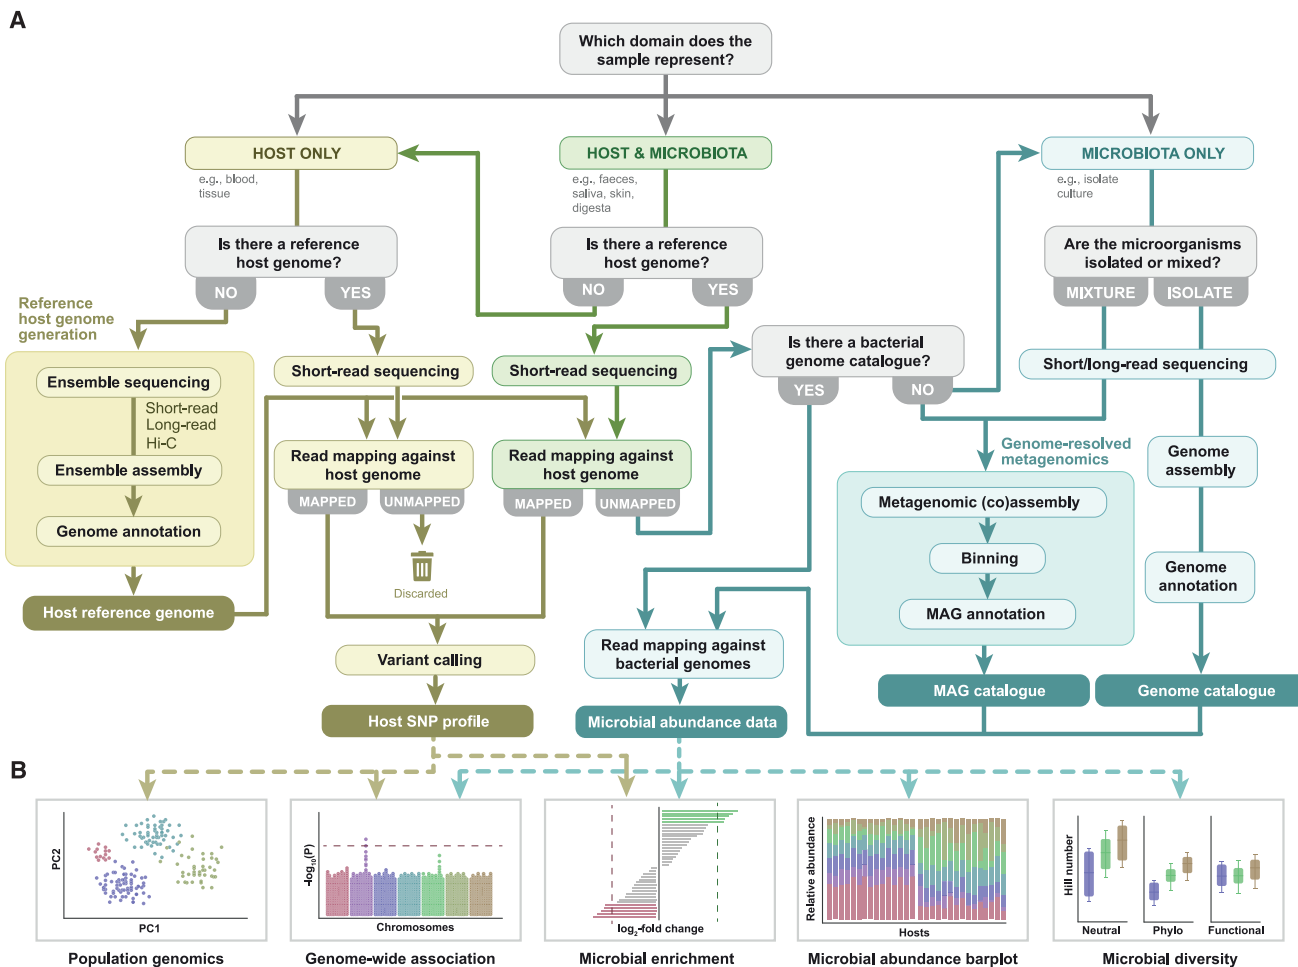 A
Which domain does the
sample represent?
HOST ONLY
HOST & MICROBIOTA
MICROBIOTA ONLY
e.g., blood,
tissue
e.g., faeces,
saliva, skin,
digesta
e.g., isolate
culture
Is there a reference
host genome?
NO
YES
Is there a reference
host genome?
NO
YES
Are the microorganisms
isolated or mixed?
MIXTURE
ISOLATE
Reference
host genome
generation
Ensemble sequencing
Short-read
Long-read
Hi-C
Ensemble assembly
Genome annotation
Host reference genome
Short-read sequencing
Short-read sequencing
Is there a bacterial
genome catalogue?
YES
NO
Short/long-read sequencing
Read mapping against
host genome
MAPPED
UNMAPPED
Read mapping against
host genome
MAPPED
UNMAPPED
Discarded
Genome-resolved
metagenomics
Metagenomic (co)assembly
Binning
MAG annotation
Genome
assembly
Genome
annotation
Variant calling
Read mapping against
bacterial genomes
MAG catalogue
Genome catalogue
Host SNP profile
Microbial abundance data
B
PC2
PC1
Population genomics
-log10(P)
Chromosomes
Genome-wide association
log2-fold change
Microbial enrichment
Relative abundance
Hosts
Microbial abundance barplot
Hill number
Neutral
Phylo
Functional
Microbial diversity